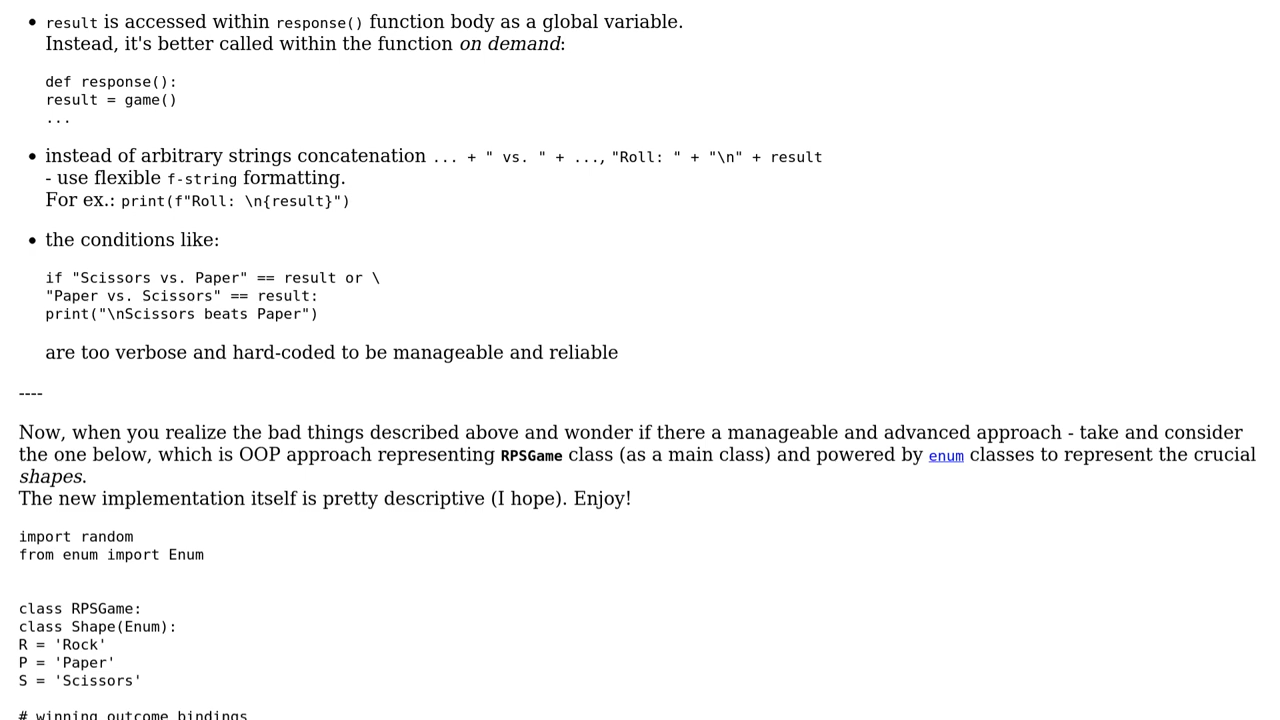 • result is accessed within response() function body as a global variable.
Instead, it's better called within the function on demand:
def response():
result = game()
...
• instead of arbitrary strings concatenation ... + " vs. " + ..., "Roll: " + "\n" + result
- use flexible f-string formatting.
For ex.: print(f"Roll: \n{result}")
• the conditions like:
if "Scissors vs. Paper" == result or \
"Paper vs. Scissors" == result:
print("\nScissors beats Paper")
are too verbose and hard-coded to be manageable and reliable
----
Now, when you realize the bad things described above and wonder if there a manageable and advanced approach - take and consider
the one below, which is OOP approach representing RPSGame class (as a main class) and powered by enum classes to represent the crucial
shapes.
The new implementation itself is pretty descriptive (I hope). Enjoy!
import random
from enum import Enum
class RPSGame:
class Shape(Enum):
R = 'Rock'
P = 'Paper'
S = 'Scissors'
# winning outcome bindings